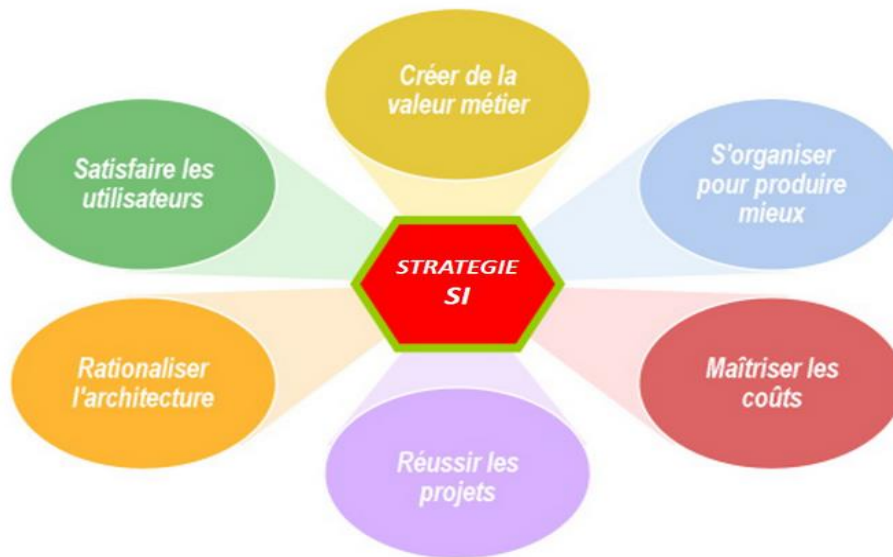 Créer de la
valeur métier
Satisfaire les
utilisateurs
S'organiser
pour produire
mieux
STRATEGIE
SI
Rationaliser
l'architecture
Maîtriser les
coûts
Réussir les
projets